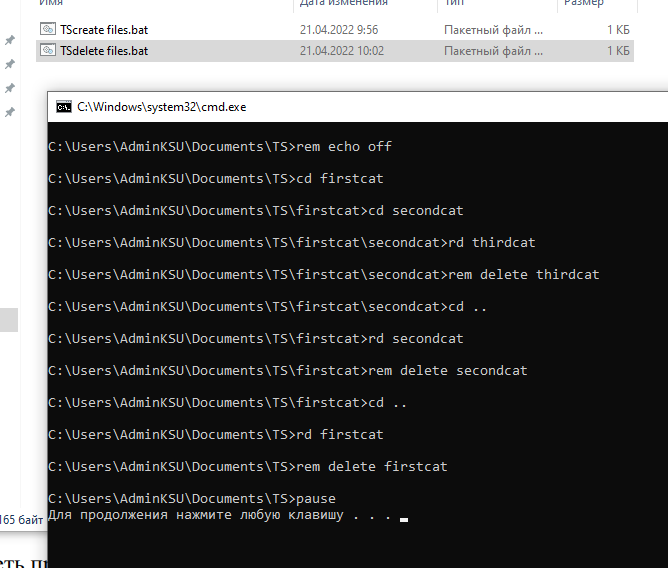 Имя Дата изменения Тип Размер
TScreate files.bat 21.04.2022 9:56 Пакетный файл ... 1 КБ
TSdelete files.bat 21.04.2022 10:02 Пакетный файл ... 1 КБ
C:\Windows\system32\cmd.exe
C:\Users\AdminKSU\Documents\TS>rem echo off
C:\Users\AdminKSU\Documents\TS>cd firstcat
C:\Users\AdminKSU\Documents\TS\firstcat>cd secondcat
C:\Users\AdminKSU\Documents\TS\firstcat\secondcat>rd thirdcat
C:\Users\AdminKSU\Documents\TS\firstcat\secondcat>rem delete thirdcat
C:\Users\AdminKSU\Documents\TS\firstcat\secondcat>cd ..
C:\Users\AdminKSU\Documents\TS\firstcat>rd secondcat
C:\Users\AdminKSU\Documents\TS\firstcat>rem delete secondcat
C:\Users\AdminKSU\Documents\TS\firstcat>cd ..
C:\Users\AdminKSU\Documents\TS>rd firstcat
C:\Users\AdminKSU\Documents\TS>rem delete firstcat
C:\Users\AdminKSU\Documents\TS>pause
Для продолжения нажмите любую клавишу . . .
165 байт